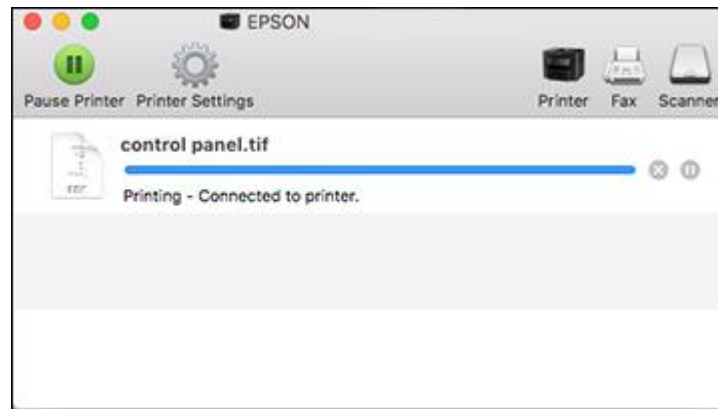 EPSON
Pause Printer Printer Settings Printer Fax Scanner
control panel.tif
Printing - Connected to printer.